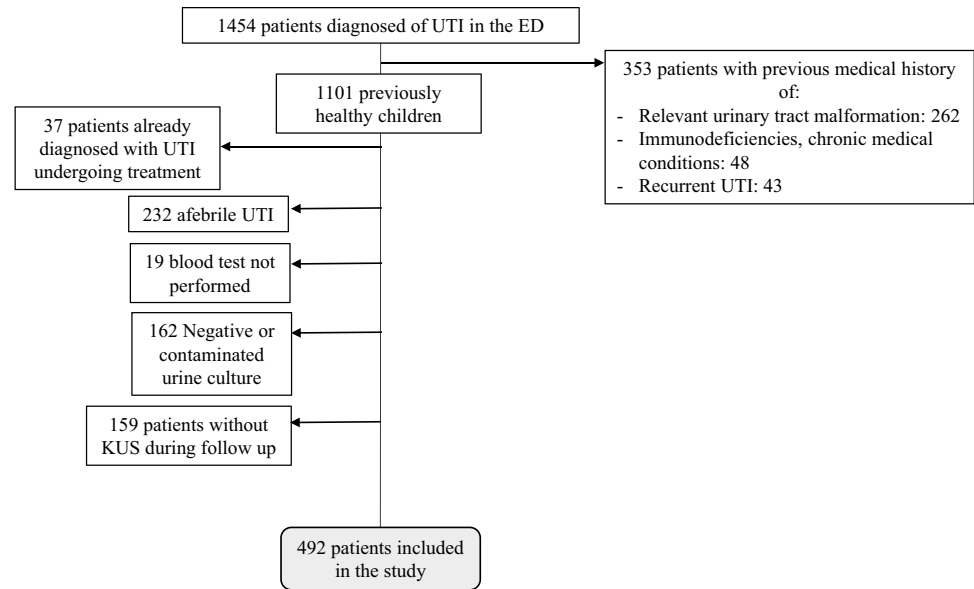 1454 patients diagnosed of UTI in the ED
353 patients with previous medical history
of:
- Relevant urinary tract malformation: 262
- Immunodeficiencies, chronic medical
conditions: 48
- Recurrent UTI: 43
1101 previously
healthy children
37 patients already
diagnosed with UTI
undergoing treatment
232 afebrile UTI
19 blood test not
performed
162 Negative or
contaminated
urine culture
159 patients without
KUS during follow up
492 patients included
in the study